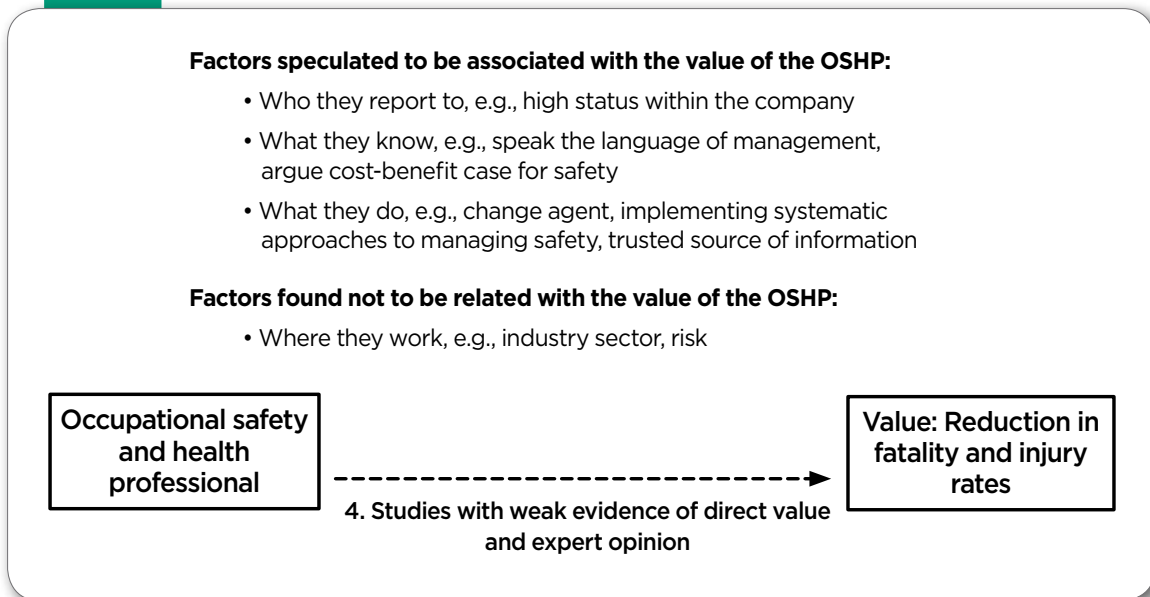 Factors speculated to be associated with the value of the OSHP:
• Who they report to, e.g., high status within the company
• What they know, e.g., speak the language of management,
argue cost-benefit case for safety
• What they do, e.g., change agent, implementing systematic
approaches to managing safety, trusted source of information
Factors found not to be related with the value of the OSHP:
• Where they work, e.g., industry sector, risk
Occupational safety
and health
professional
4. Studies with weak evidence of direct value
and expert opinion
Value: Reduction in
fatality and injury
rates